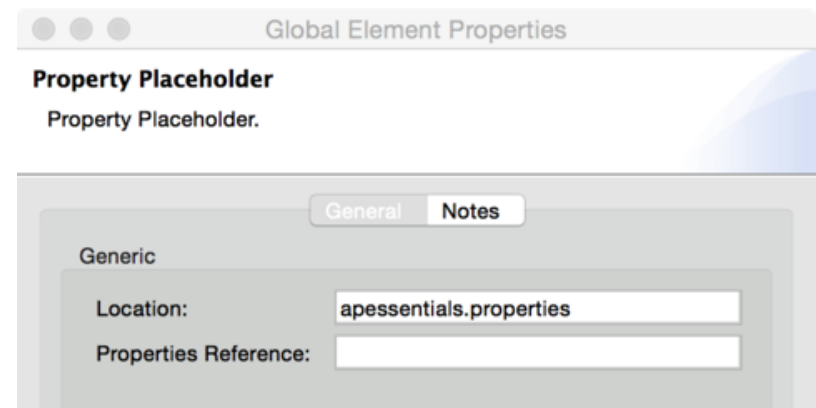 Global Element Properties
Property Placeholder
Property Placeholder.
General Notes
Generic
Location: apessentials.properties
Properties Reference: